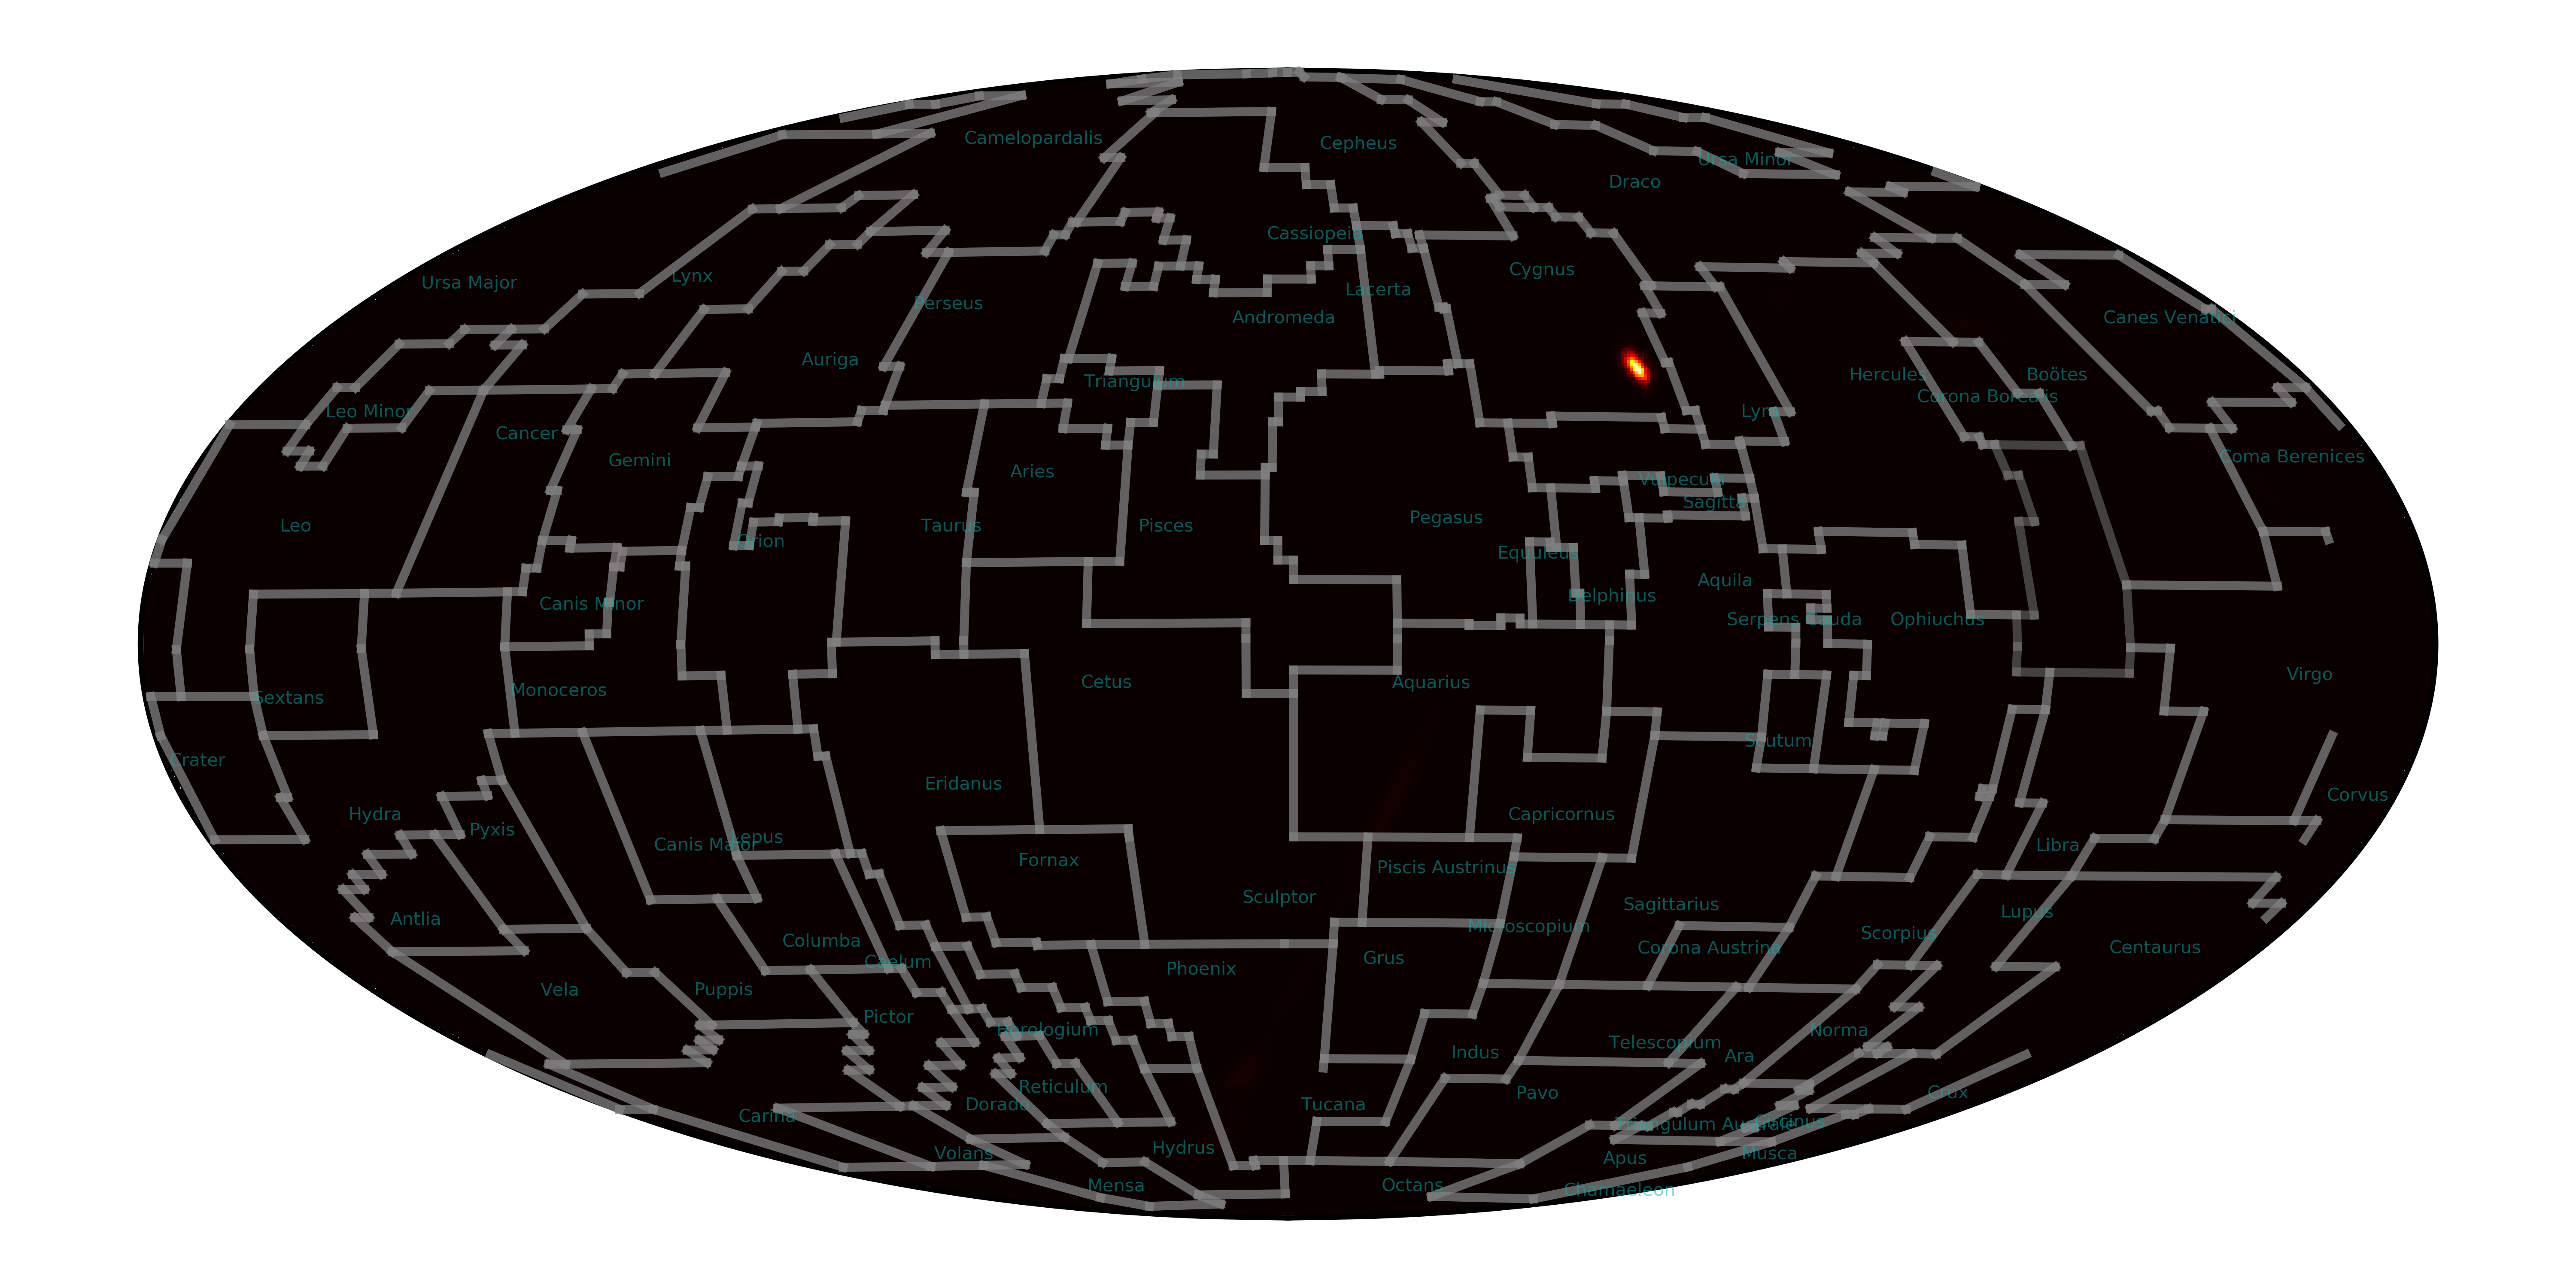 Camelopardalis
Cepheus
Ursa Minor
Draco
Cassiopeia
Cygnus
Lynx
Ursa Major
Lacerta
Perseus
Andromeda
Canes Venatici
Auriga
Hercules
Boötes
Triangulum
Corona Borealis
Leo Minor
Lyra
Cancer
Coma Berenices
Gemini
Aries
Vulpecula
Sagitta
Pegasus
Leo
Taurus
Pisces
Orion
Equuleus
Aquila
Delphinus
Canis Minor
Serpens Cauda
Ophiuchus
Virgo
Cetus
Aquarius
Monoceros
Sextans
Scutum
Crater
Eridanus
Corvus
Hydra
Capricornus
Pyxis
Lepus
Canis Major
Libra
Fornax
Piscis Austrinus
Sculptor
Sagittarius
Lupus
Antlia
Microscopium
Scorpius
Columba
Corona Austrina
Centaurus
Grus
Caelum
Phoenix
Vela
Puppis
Pictor
Horologium
Norma
Telescopium
Indus
Ara
Reticulum
Pavo
Crux
Dorado
Tucana
Carina
Circinus
Triangulum Australe
Hydrus
Volans
Musca
Apus
Mensa
Octans
Chamaeleon